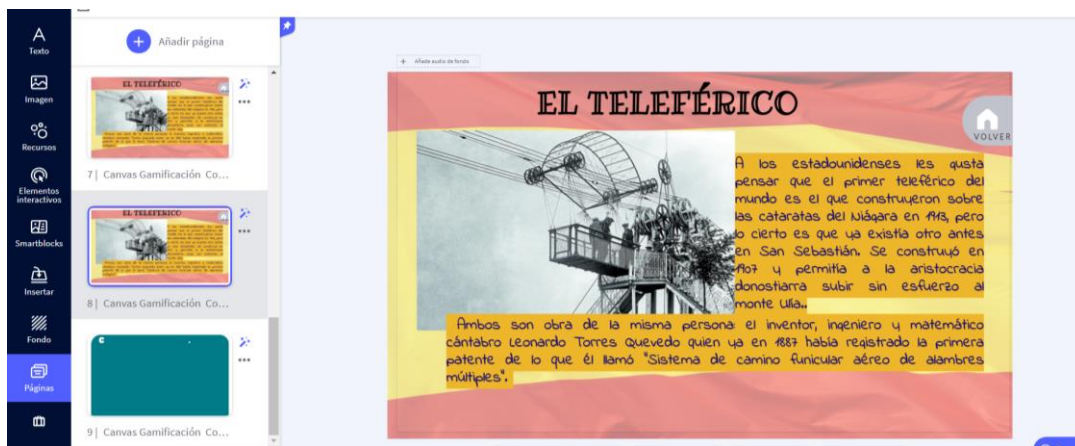 Texto
Imagen
Recursos
Elementos
interactivos
Smartblocks
Insertar
Fondo
Páginas
+ Añadir página
EL TELEFÉRICO
7 | Canvas Gamificación Co...
EL TELEFÉRICO
8 | Canvas Gamificación Co...
9 | Canvas Gamificación Co...
+ Añade audio de fondo
EL TELEFÉRICO
VOLVER
A los estadounidenses les gusta
pensar que el primer teleférico del
mundo es el que construyeron sobre
las cataratas del Niágara en 1913, pero
lo cierto es que ya existía otro antes
en San Sebastián. Se construyó en
1907 y permitía a la aristocracia
donostiarra subir sin esfuerzo al
monte Ulía..
Ambos son obra de la misma persona: el inventor, ingeniero y matemático
cántabro Leonardo Torres Quevedo quien ya en 1887 había registrado la primera
patente de lo que él llamó "Sistema de camino funicular aéreo de alambres
múltiples".